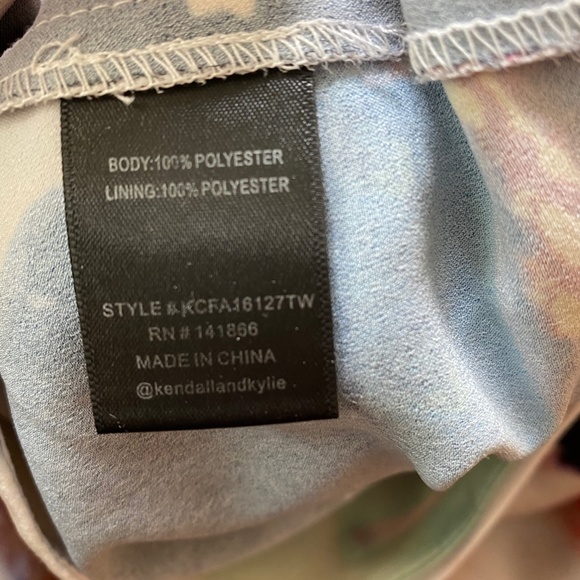 BODY:100% POLYESTER
LINING:100% POLYESTER
STYLE # KCFA16127TW
RN # 141866
MADE IN CHINA
@kendallandkylie